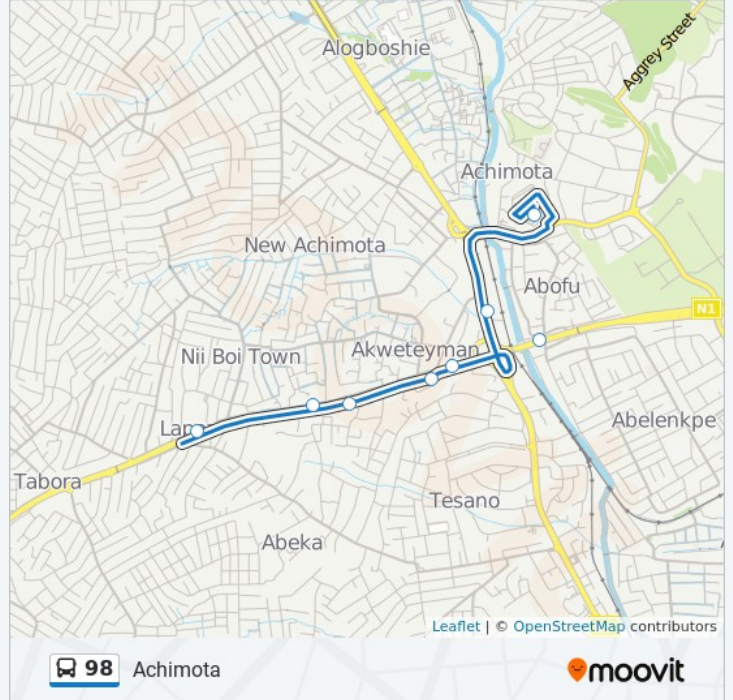 Alogboshie
Aggrey Street
Achimota
New Achimota
Abofu
N1
Nii Boi Town
Akweteyman
Abelenkpe
Tabora
Tesano
Abeka
Leaflet | © OpenStreetMap contributors
98 Achimota
moovit